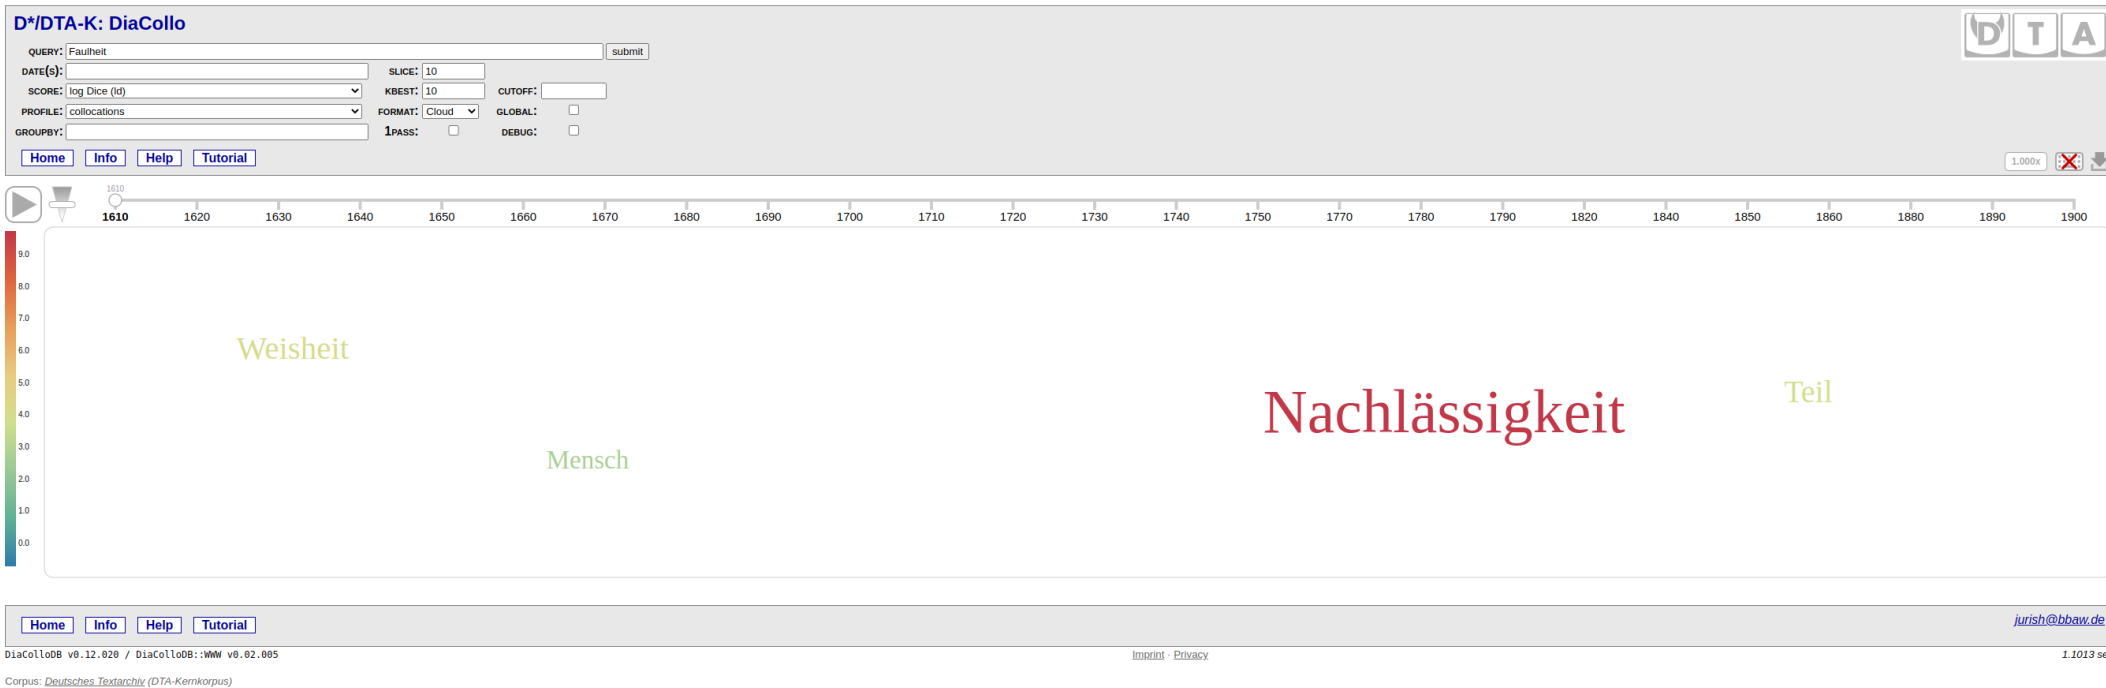 D*/DTA-K: DiaCollo
D T A
QUERY: Faulheit submit
DATE(S): SLICE: 10
SCORE: log Dice (ld) KBEST: 10 CUTOFF:
PROFILE: collocations FORMAT: Cloud GLOBAL:
GROUPBY: 1PASS: DEBUG:
Home Info Help Tutorial
1.000x
1610
1610 1620 1630 1640 1650 1660 1670 1680 1690 1700 1710 1720 1730 1740 1750 1770 1780 1790 1820 1840 1850 1860 1880 1890 1900
9.0
8.0
7.0
6.0
5.0
4.0
3.0
2.0
1.0
0.0
Weisheit
Teil
Nachlässigkeit
Mensch
Home Info Help Tutorial
jurish@bbaw.de
DiaColloDB v0.12.020 / DiaColloDB::WWW v0.02.005
Imprint · Privacy
1.1013 se
Corpus: Deutsches Textarchiv (DTA-Kernkorpus)